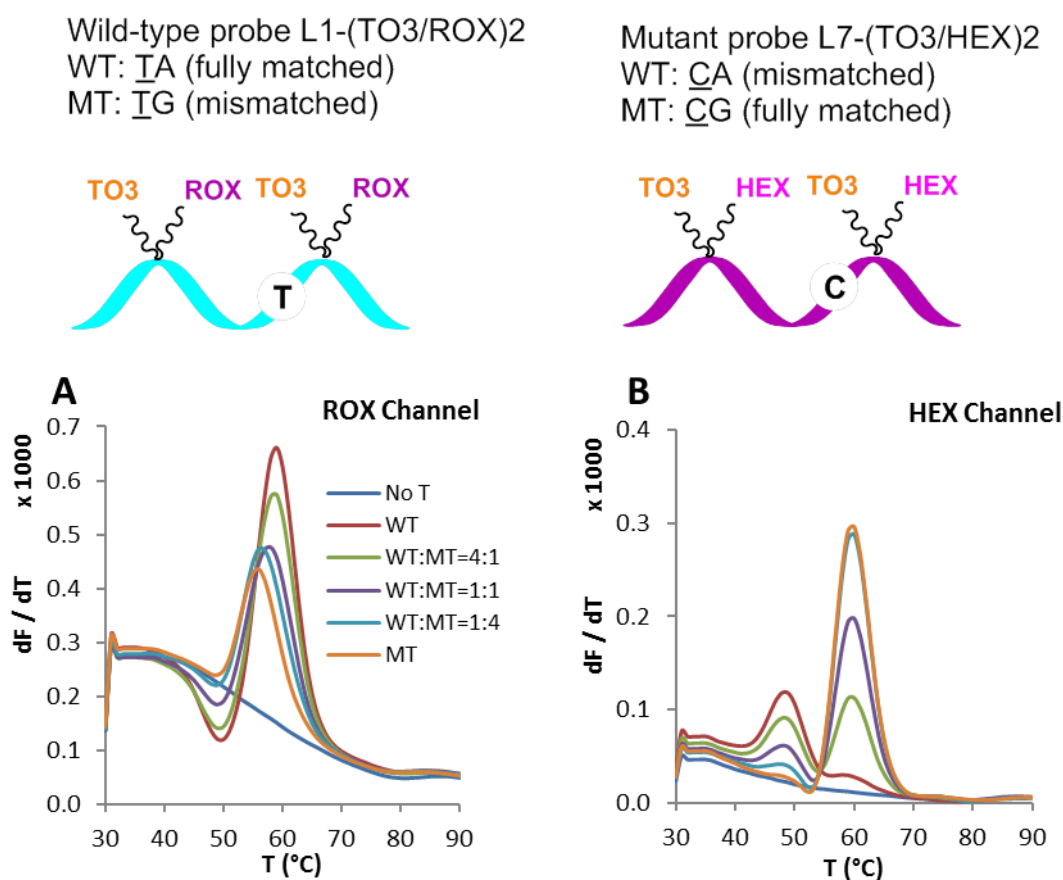 Wild-type probe L1-(TO3/ROX)2
WT: TA (fully matched)
MT: TG (mismatched)
Mutant probe L7-(TO3/HEX)2
WT: CA (mismatched)
MT: CG (fully matched)
TO3 ROX TO3 ROX
T
TO3 HEX TO3 HEX
C
A
ROX Channel
dF / dT x 1000
0.7
0.6
0.5
0.4
0.3
0.2
0.1
0.0
No T
WT
WT:MT=4:1
WT:MT=1:1
WT:MT=1:4
MT
30 40 50 60 70 80 90
T (°C)
B
HEX Channel
dF / dT x 1000
0.4
0.3
0.2
0.1
0.0
30 40 50 60 70 80 90
T (°C)